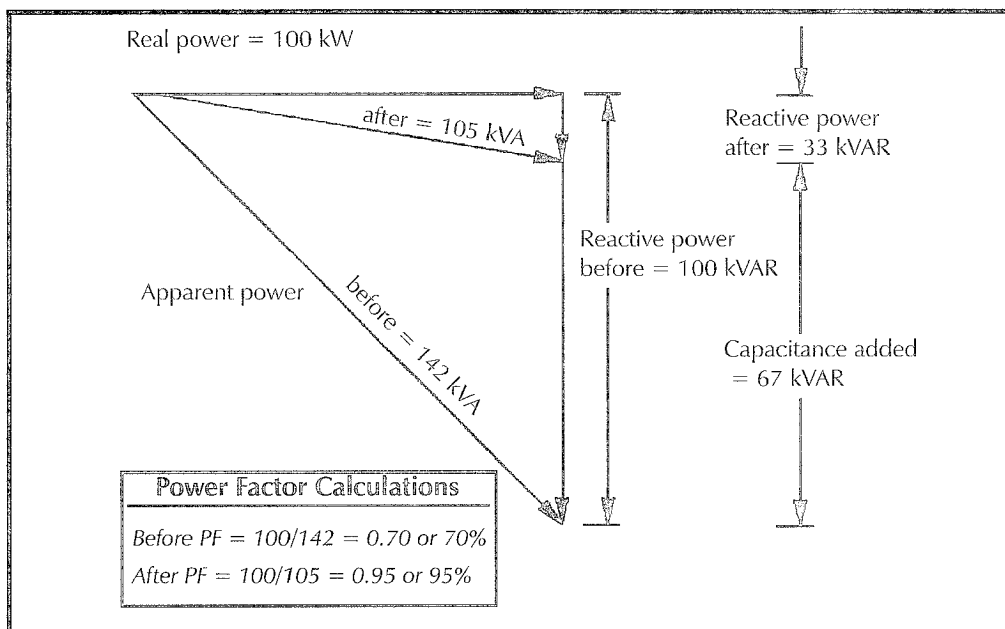 Real power = 100 kW
after = 105 kVA
Reactive power
after = 33 kVAR
Reactive power
before = 100 kVAR
Apparent power
before = 142 kVA
Capacitance added
= 67 kVAR
Power Factor Calculations
Before PF = 100/142 = 0.70 or 70%
After PF = 100/105 = 0.95 or 95%